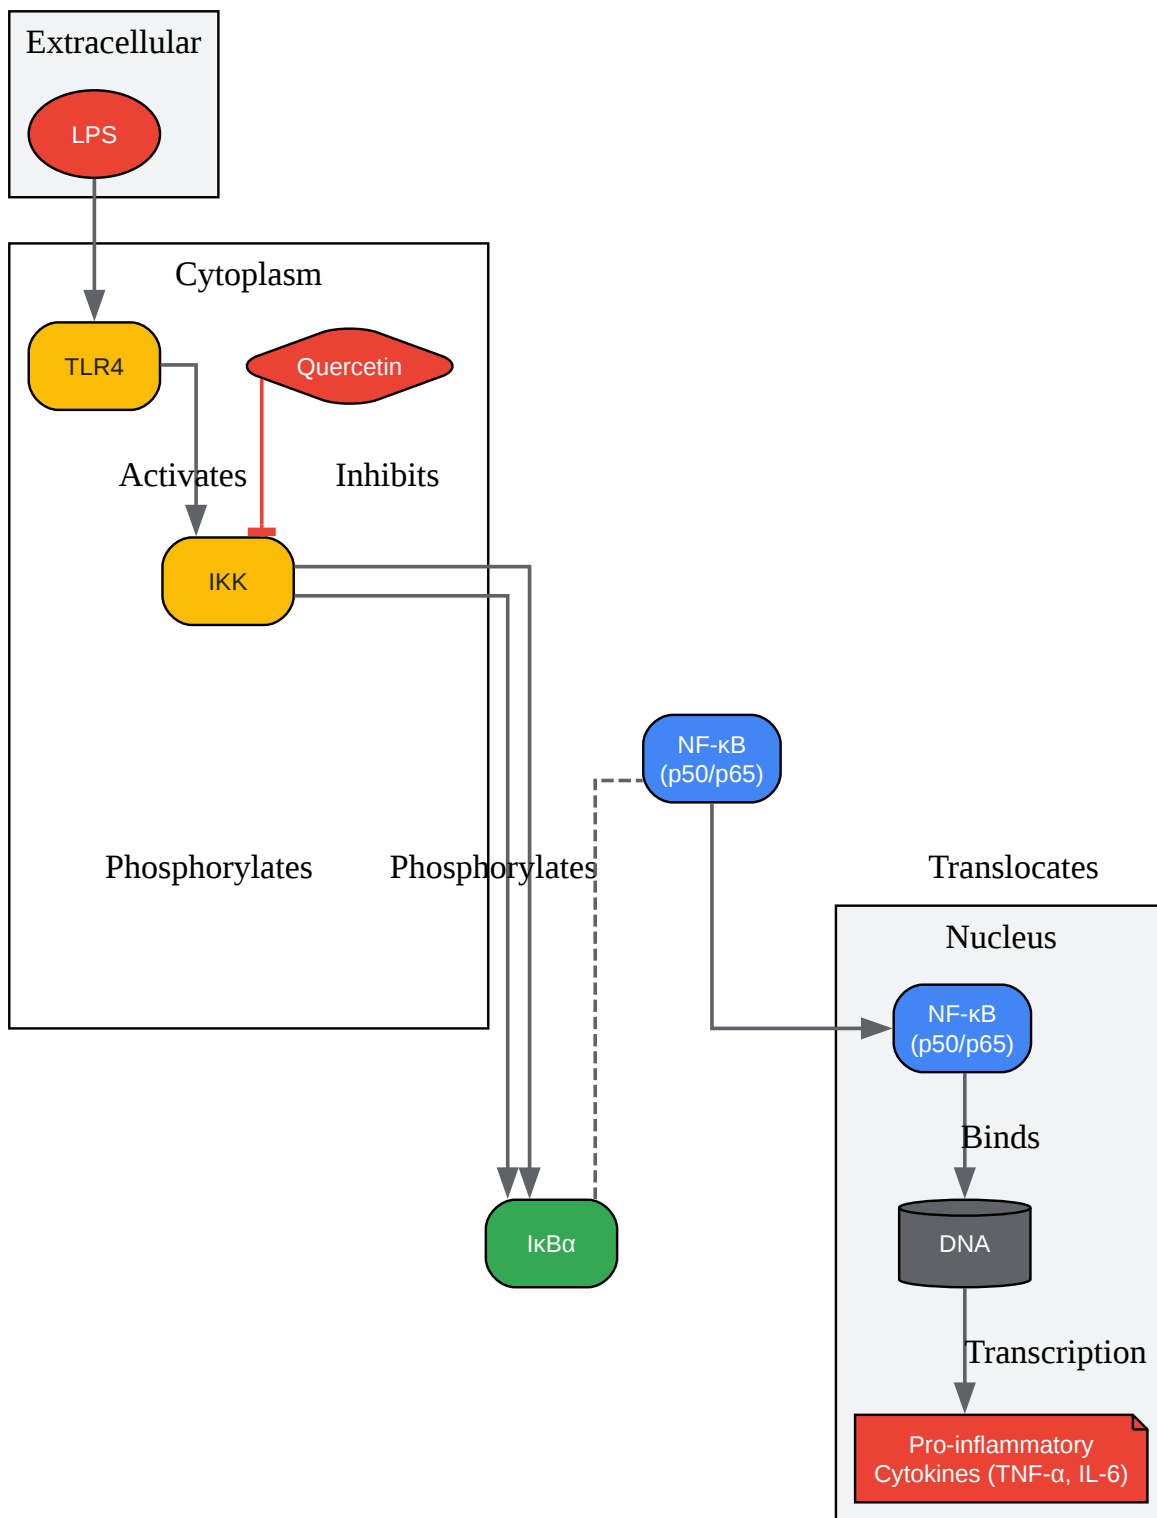 Extracellular
LPS
Cytoplasm
TLR4
Quercetin
Activates
Inhibits
IKK
NF-κB
(p50/p65)
Phosphorylates
Phosphorylates
Translocates
Nucleus
NF-κB
(p50/p65)
Binds
IκBα
DNA
Transcription
Pro-inflammatory
Cytokines (TNF-α, IL-6)